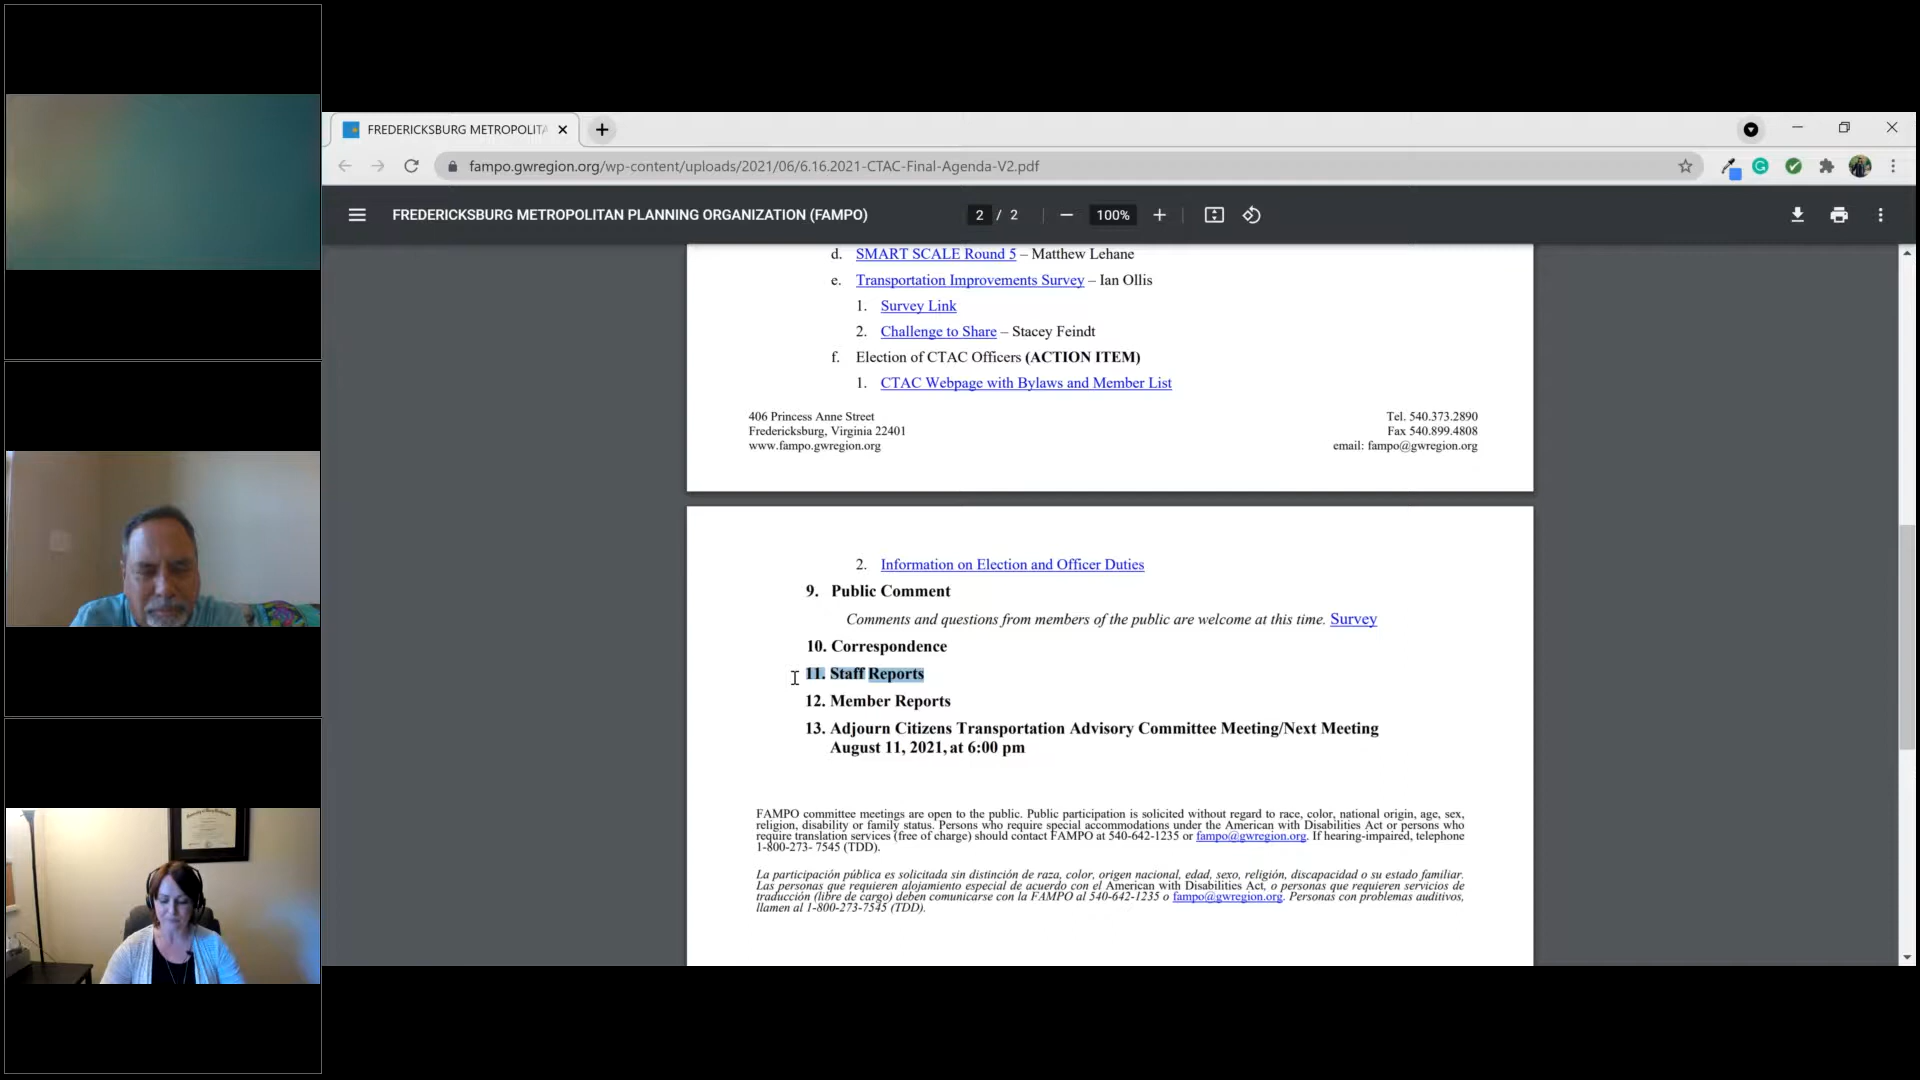 FREDERICKSBURG METROPOLITA
fampo.gwregion.org/wp-content/uploads/2021/06/6.16.2021-CTAC-Final-Agenda-V2.pdf
FREDERICKSBURG METROPOLITAN PLANNING ORGANIZATION (FAMPO)
2 / 2
100%
d. SMART SCALE Round 5 – Matthew Lehane
e. Transportation Improvements Survey – Ian Ollis
1. Survey Link
2. Challenge to Share – Stacey Feindt
f. Election of CTAC Officers (ACTION ITEM)
1. CTAC Webpage with Bylaws and Member List
406 Princess Anne Street
Fredericksburg, Virginia 22401
www.fampo.gwregion.org
Tel. 540.373.2890
Fax 540.899.4808
email: fampo@gwregion.org
2. Information on Election and Officer Duties
9. Public Comment
Comments and questions from members of the public are welcome at this time. Survey
10. Correspondence
11. Staff Reports
12. Member Reports
13. Adjourn Citizens Transportation Advisory Committee Meeting/Next Meeting
August 11, 2021, at 6:00 pm
FAMPO committee meetings are open to the public. Public participation is solicited without regard to race, color, national origin, age, sex,
religion, disability or family status. Persons who require special accommodations under the American with Disabilities Act or persons who
require translation services (free of charge) should contact FAMPO at 540-642-1235 or fampo@gwregion.org. If hearing-impaired, telephone
1-800-273- 7545 (TDD).
La participación pública es solicitada sin distinción de raza, color, origen nacional, edad, sexo, religión, discapacidad o su estado familiar.
Las personas que requieren alojamiento especial de acuerdo con el American with Disabilities Act, o personas que requieren servicios de
traducción (libre de cargo) deben comunicarse con la FAMPO al 540-642-1235 o fampo@gwregion.org. Personas con problemas auditivos,
llamen al 1-800-273-7545 (TDD).